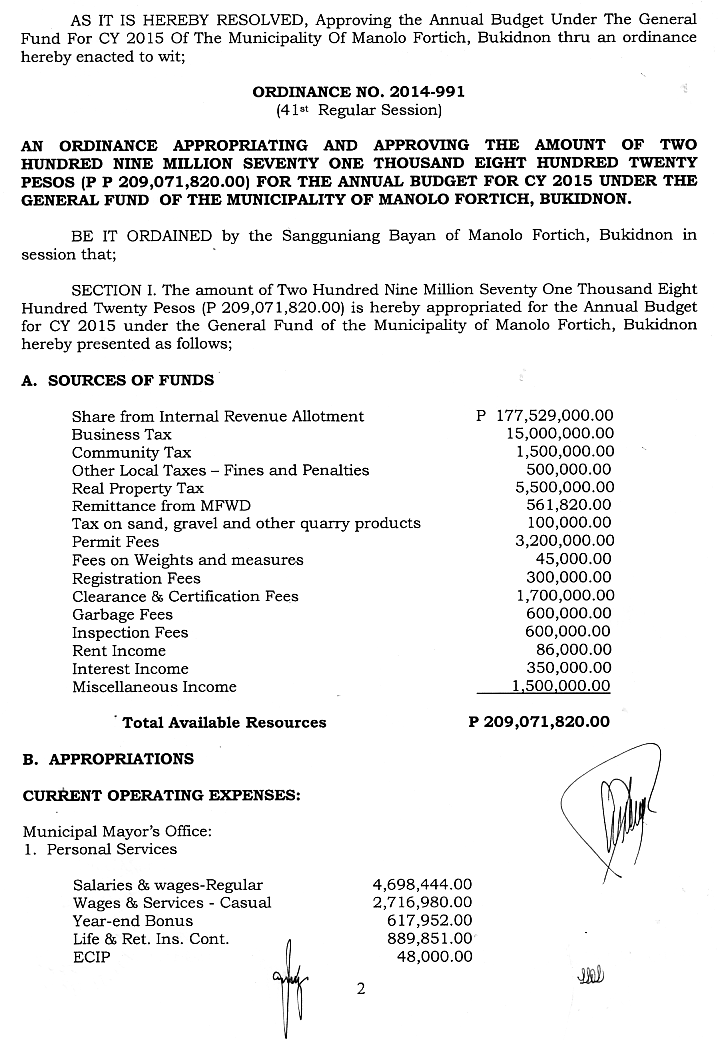 AS IT IS HEREBY RESOLVED, Approving the Annual Budget Under The General
Fund For CY 2015 Of The Municipality Of Manolo Fortich, Bukidnon thru an ordinance
hereby enacted to wit;
ORDINANCE NO. 2014-991
(41st Regular Session)
AN ORDINANCE APPROPRIATING AND APPROVING THE AMOUNT OF TWO
HUNDRED NINE MILLION SEVENTY ONE THOUSAND EIGHT HUNDRED TWENTY
PESOS (P P 209,071,820.00) FOR THE ANNUAL BUDGET FOR CY 2015 UNDER THE
GENERAL FUND OF THE MUNICIPALITY OF MANOLO FORTICH, BUKIDNON.
BE IT ORDAINED by the Sangguniang Bayan of Manolo Fortich, Bukidnon in
session that;
SECTION I. The amount of Two Hundred Nine Million Seventy One Thousand Eight
Hundred Twenty Pesos (P 209,071,820.00) is hereby appropriated for the Annual Budget
for CY 2015 under the General Fund of the Municipality of Manolo Fortich, Bukidnon
hereby presented as follows;
A. SOURCES OF FUNDS
Share from Internal Revenue Allotment P 177,529,000.00
Business Tax 15,000,000.00
Community Tax 1,500,000.00
Other Local Taxes – Fines and Penalties 500,000.00
Real Property Tax 5,500,000.00
Remittance from MFWD 561,820.00
Tax on sand, gravel and other quarry products 100,000.00
Permit Fees 3,200,000.00
Fees on Weights and measures 45,000.00
Registration Fees 300,000.00
Clearance & Certification Fees 1,700,000.00
Garbage Fees 600,000.00
Inspection Fees 600,000.00
Rent Income 86,000.00
Interest Income 350,000.00
Miscellaneous Income 1,500,000.00
Total Available Resources P 209,071,820.00
B. APPROPRIATIONS
CURRENT OPERATING EXPENSES:
Municipal Mayor's Office:
1. Personal Services
Salaries & wages-Regular 4,698,444.00
Wages & Services - Casual 2,716,980.00
Year-end Bonus 617,952.00
Life & Ret. Ins. Cont. 889,851.00
ECIP 48,000.00
2